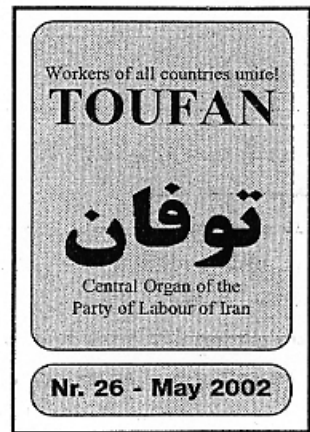 Workers of all countries unite!
TOUFAN
توفان
Central Organ of the
Party of Labour of Iran
Nr. 26 - May 2002